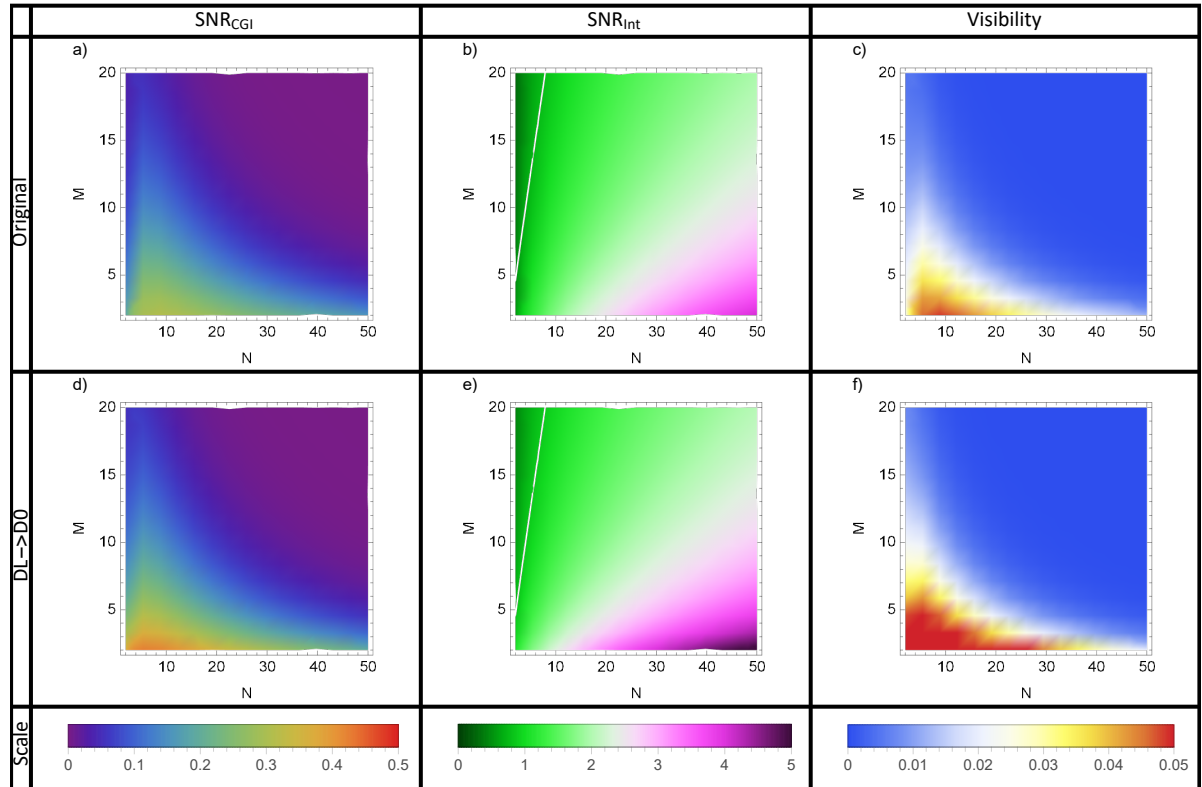 SNRCGI SNRInt Visibility
Original
a) b) c)
20 20 20
15 15 15
M M M
10 10 10
5 5 5
10 20 30 40 50 10 20 30 40 50 10 20 30 40 50
N N N
DL->D0
d) e) f)
20 20 20
15 15 15
M M M
10 10 10
5 5 5
10 20 30 40 50 10 20 30 40 50 10 20 30 40 50
N N N
Scale
0 0.1 0.2 0.3 0.4 0.5 0 1 2 3 4 5 0 0.01 0.02 0.03 0.04 0.05